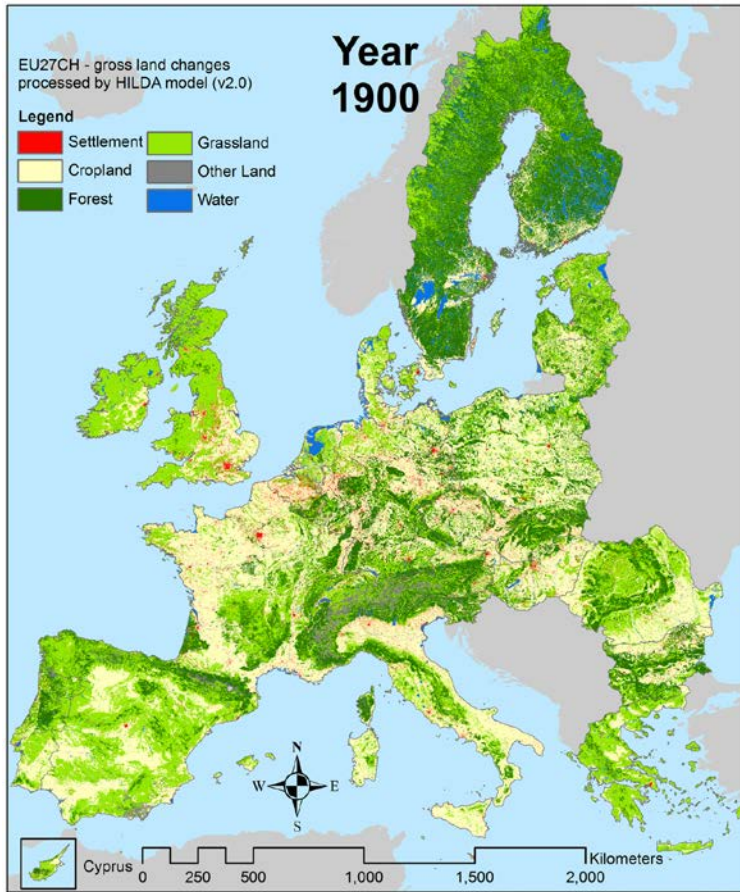 Year
1900
EU27CH - gross land changes
processed by HILDA model (v2.0)
Legend
Settlement
Grassland
Cropland
Other Land
Forest
Water
N
W
E
S
Cyprus
Kilometers
0
250
500
1,000
1,500
2,000